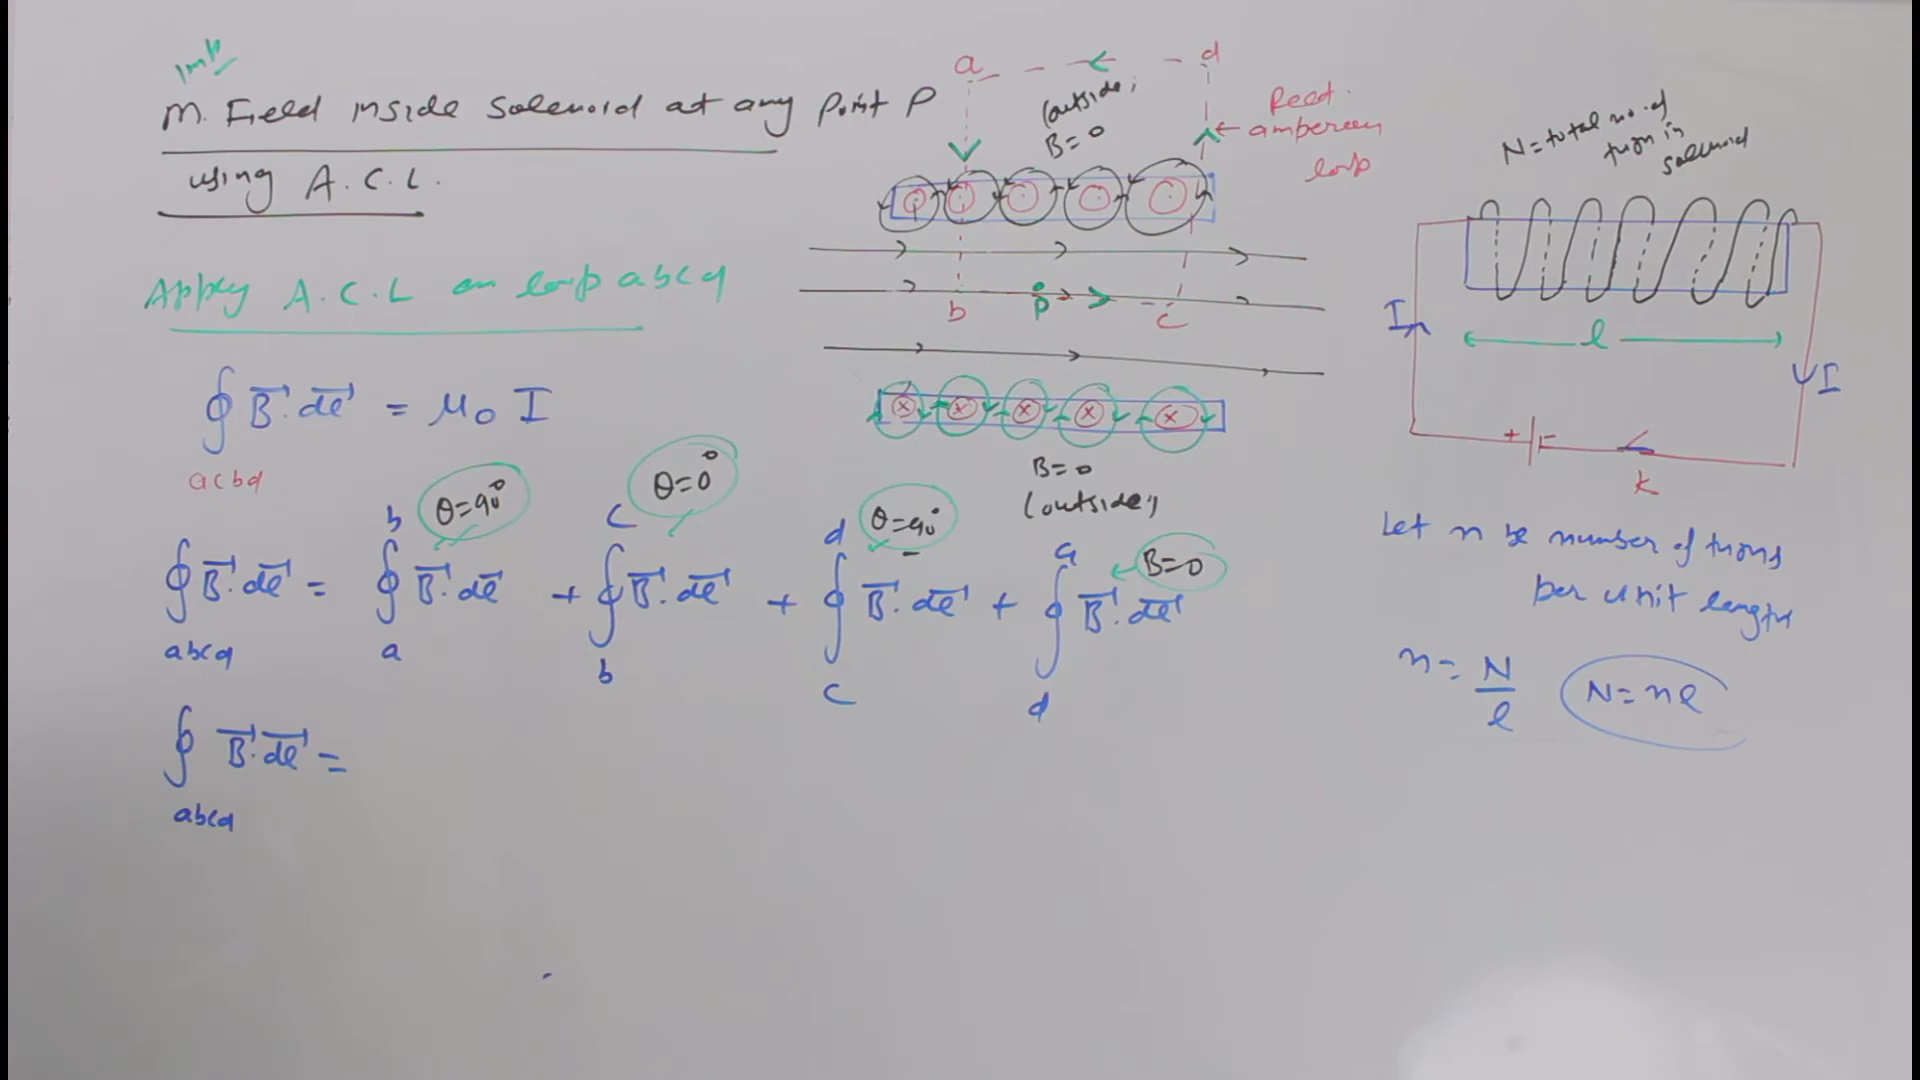 Imp
M. Field inside Solenoid at any point P
using A.C.L.
Apply A.C.L on loop abcd
∮ B⃗.dl⃗ = μ₀ I
acbd
a d
(outside)
B=0
Rect.
amperean
loop
b P c
B=0
(outside)
N=total no. of
turn in
solenoid
I l I
+ -
K
Let n be number of turns
per unit length
n = N/l N=nl
θ=90° θ=0° θ=90° B=0
b c d a
∮ B⃗.dl⃗ = ∮ B⃗.dl⃗ + ∮ B⃗.dl⃗ + ∮ B⃗.dl⃗ + ∮ B⃗.dl⃗
abcd a b c d
∮ B⃗.dl⃗ =
abcd